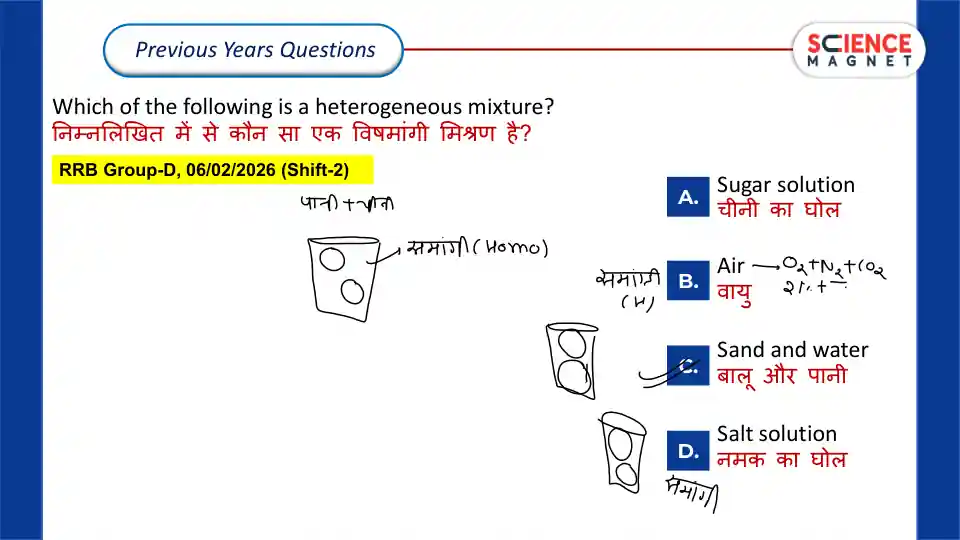 Previous Years Questions
SCIENCE
MAGNET
Which of the following is a heterogeneous mixture?
निम्नलिखित में से कौन सा एक विषमांगी मिश्रण है?
RRB Group-D, 06/02/2026 (Shift-2)
समांगी (Homo)
A.
Sugar solution
चीनी का घोल
समांगी
(H)
B.
Air → O2+N2+CO2
वायु
C.
Sand and water
बालू और पानी
D.
Salt solution
नमक का घोल
समांगी